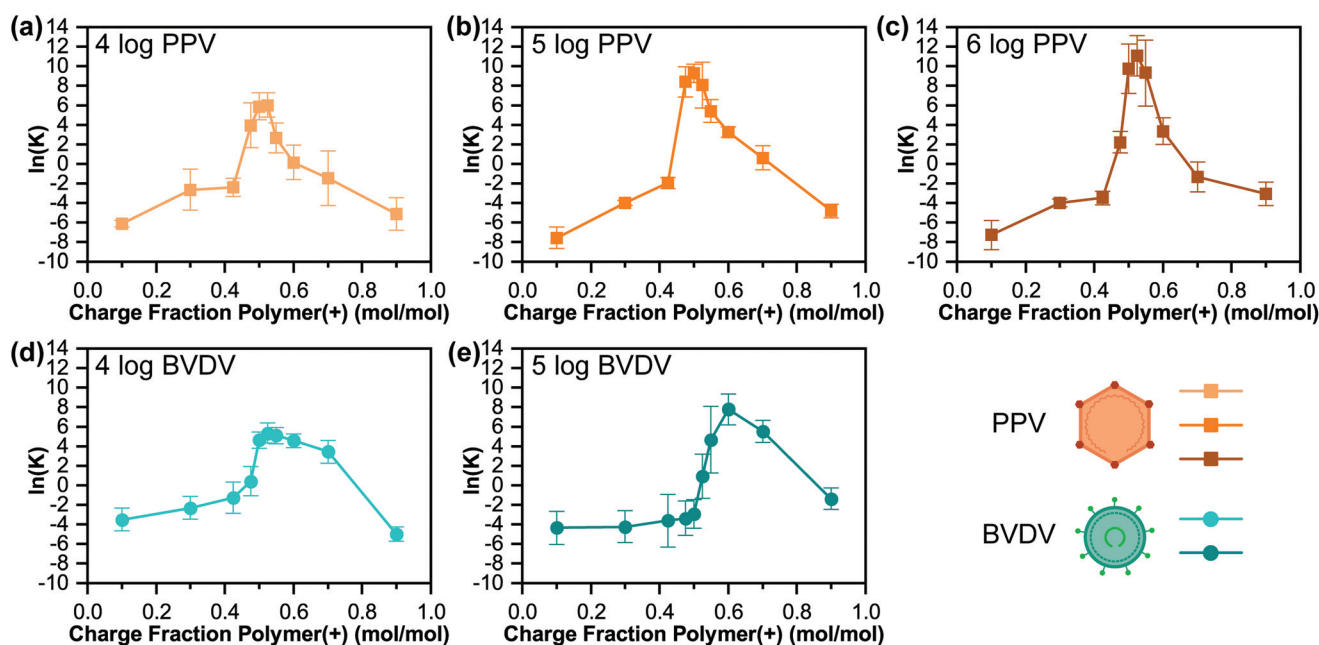 (a)
4 log PPV
ln(K)
14
12
10
8
6
4
2
0
-2
-4
-6
-8
-10
0.0 0.2 0.4 0.6 0.8 1.0
Charge Fraction Polymer(+) (mol/mol)
(b)
5 log PPV
ln(K)
14
12
10
8
6
4
2
0
-2
-4
-6
-8
-10
0.0 0.2 0.4 0.6 0.8 1.0
Charge Fraction Polymer(+) (mol/mol)
(c)
6 log PPV
ln(K)
14
12
10
8
6
4
2
0
-2
-4
-6
-8
-10
0.0 0.2 0.4 0.6 0.8 1.0
Charge Fraction Polymer(+) (mol/mol)
(d)
4 log BVDV
ln(K)
14
12
10
8
6
4
2
0
-2
-4
-6
-8
-10
0.0 0.2 0.4 0.6 0.8 1.0
Charge Fraction Polymer(+) (mol/mol)
(e)
5 log BVDV
ln(K)
14
12
10
8
6
4
2
0
-2
-4
-6
-8
-10
0.0 0.2 0.4 0.6 0.8 1.0
Charge Fraction Polymer(+) (mol/mol)
PPV
BVDV